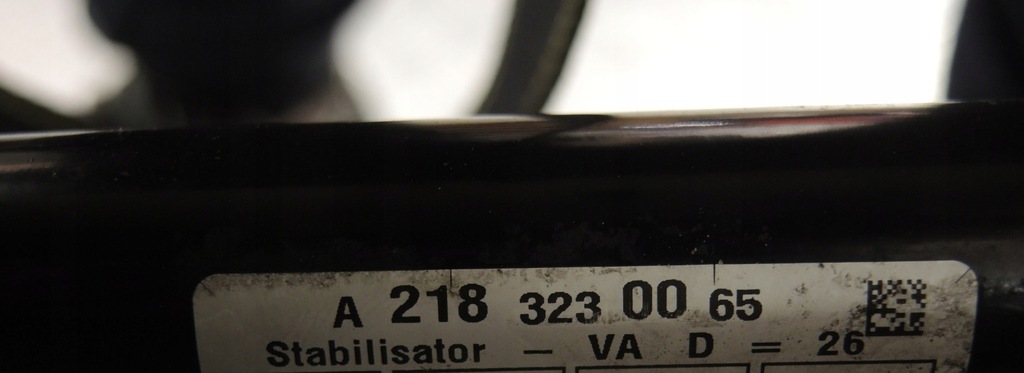 A 218 323 00 65
Stabilisator – VA D = 26